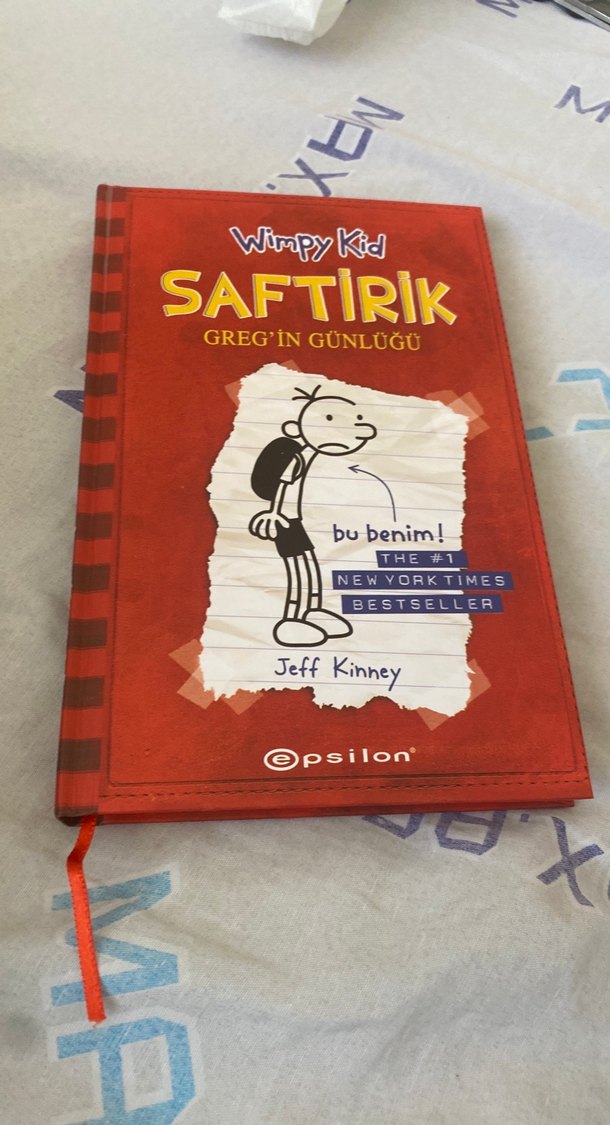 Wimpy Kid
SAFTİRİK
GREG'İN GÜNLÜĞÜ
bu benim!
THE #1
NEW YORK TIMES
BESTSELLER
Jeff Kinney
epsilon